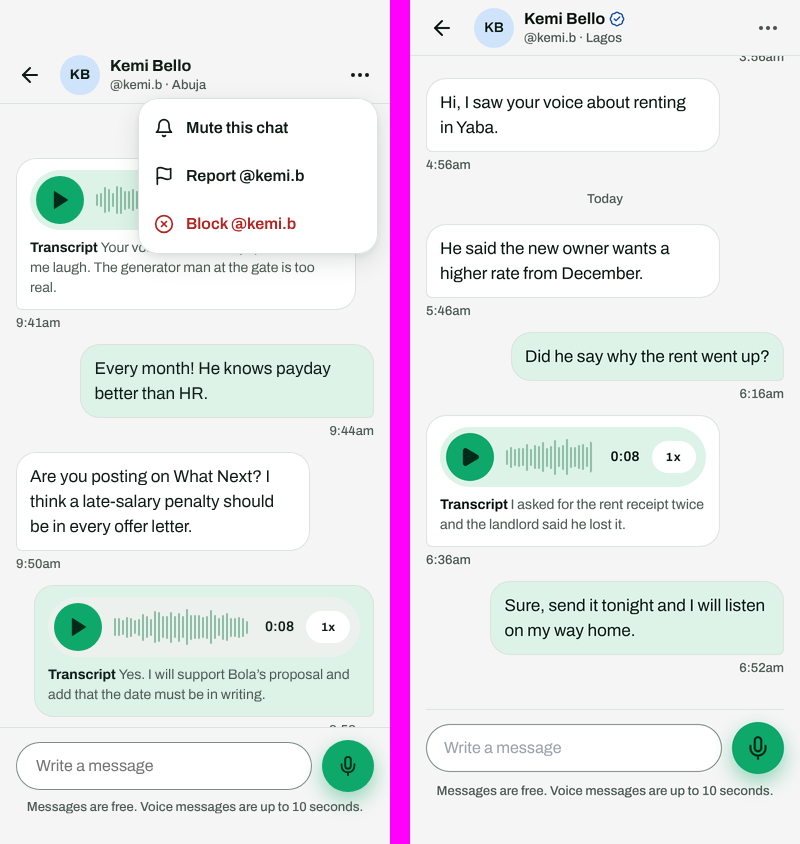 KB
Kemi Bello
@kemi.b · Abuja
Mute this chat
Report @kemi.b
Block @kemi.b
Transcript Your
me laugh. The generator man at the gate is too
real.
9:41am
Every month! He knows payday
better than HR.
9:44am
Are you posting on What Next? I
think a late-salary penalty should
be in every offer letter.
9:50am
0:08
1x
Transcript Yes. I will support Bola's proposal and
add that the date must be in writing.
Write a message
Messages are free. Voice messages are up to 10 seconds.
KB
Kemi Bello
@kemi.b · Lagos
3:56am
Hi, I saw your voice about renting
in Yaba.
4:56am
Today
He said the new owner wants a
higher rate from December.
5:46am
Did he say why the rent went up?
6:16am
0:08
1x
Transcript I asked for the rent receipt twice
and the landlord said he lost it.
6:36am
Sure, send it tonight and I will listen
on my way home.
6:52am
Write a message
Messages are free. Voice messages are up to 10 seconds.